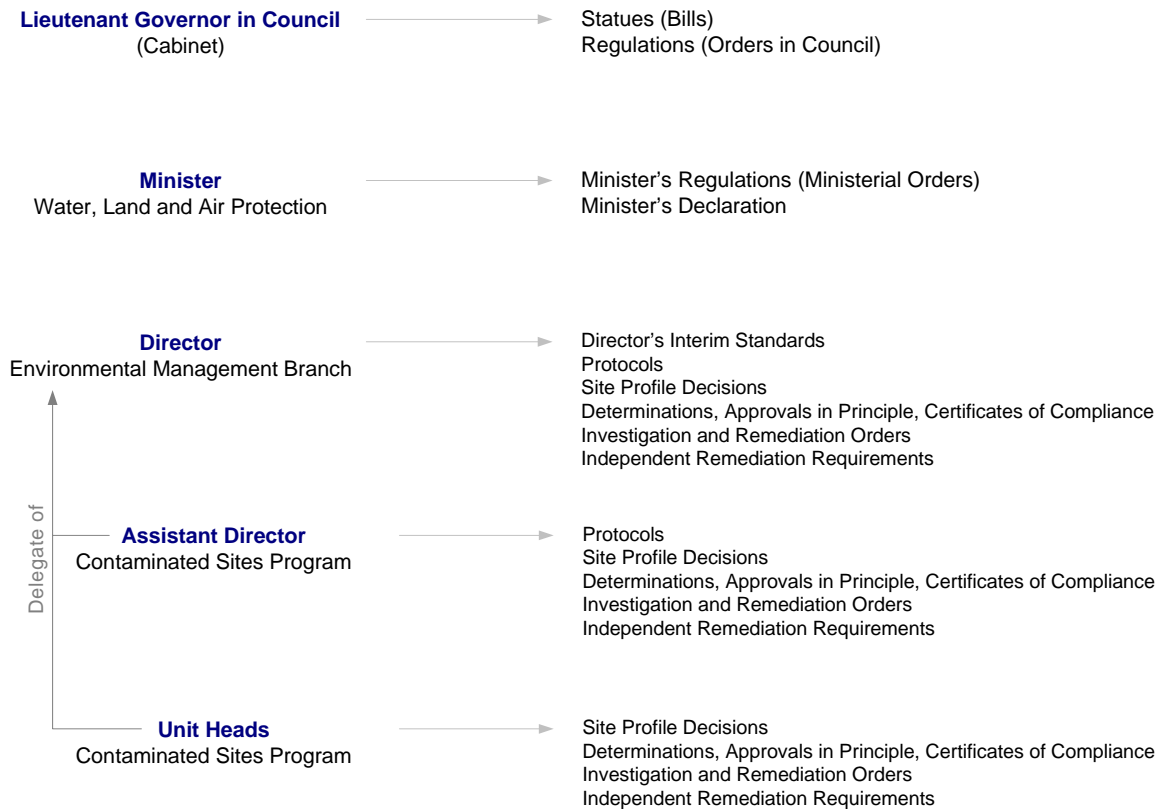 Lieutenant Governor in Council
(Cabinet)
Statues (Bills)
Regulations (Orders in Council)
Minister
Water, Land and Air Protection
Minister’s Regulations (Ministerial Orders)
Minister’s Declaration
Director
Environmental Management Branch
Director’s Interim Standards
Protocols
Site Profile Decisions
Determinations, Approvals in Principle, Certificates of Compliance
Investigation and Remediation Orders
Independent Remediation Requirements
Delegate of
Assistant Director
Contaminated Sites Program
Protocols
Site Profile Decisions
Determinations, Approvals in Principle, Certificates of Compliance
Investigation and Remediation Orders
Independent Remediation Requirements
Unit Heads
Contaminated Sites Program
Site Profile Decisions
Determinations, Approvals in Principle, Certificates of Compliance
Investigation and Remediation Orders
Independent Remediation Requirements